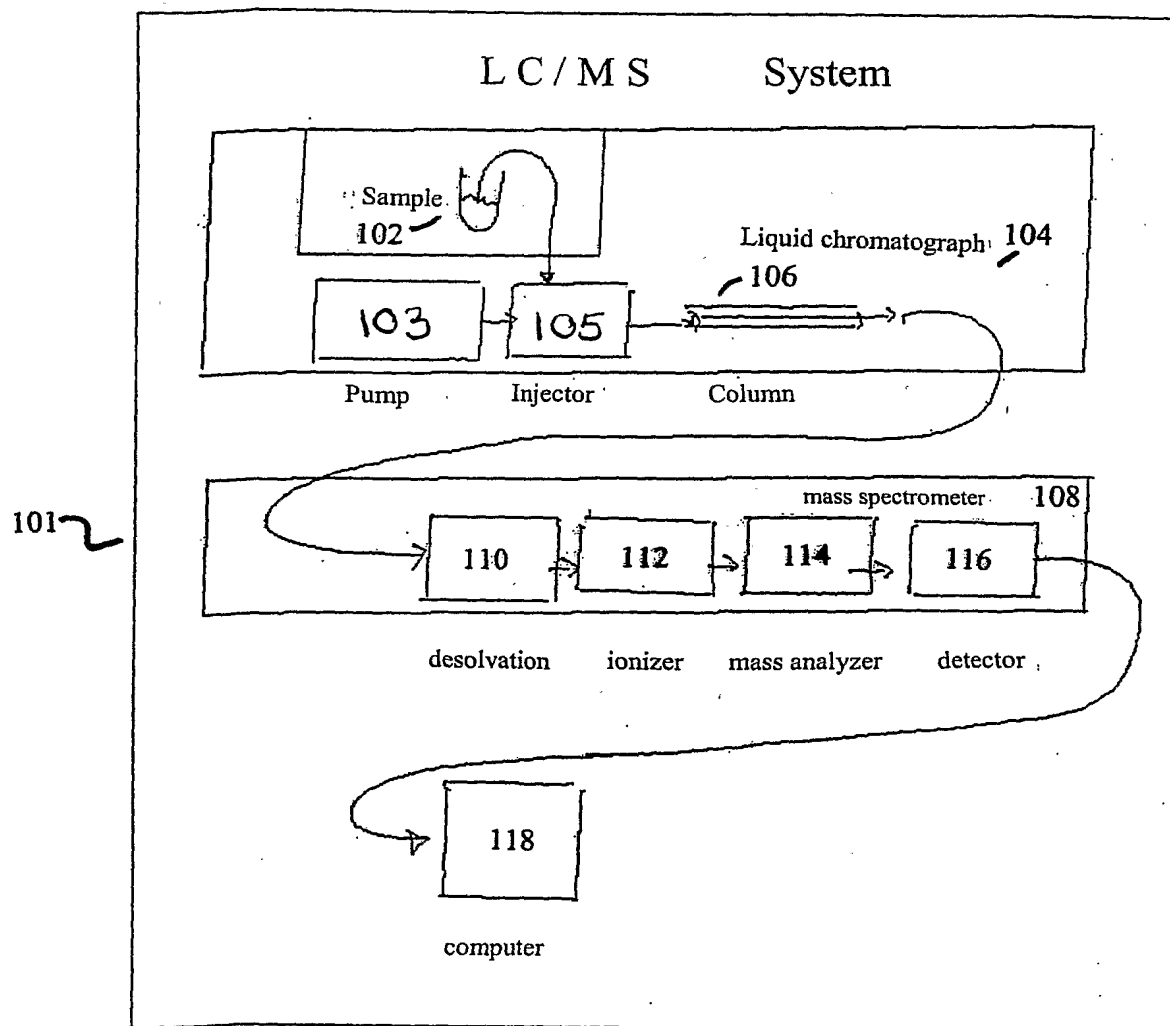 LC/MS System
Sample
102
Liquid chromatograph 104
106
103 105
Pump Injector Column
mass spectrometer 108
101
110 112 114 116
desolvation ionizer mass analyzer detector
118
computer